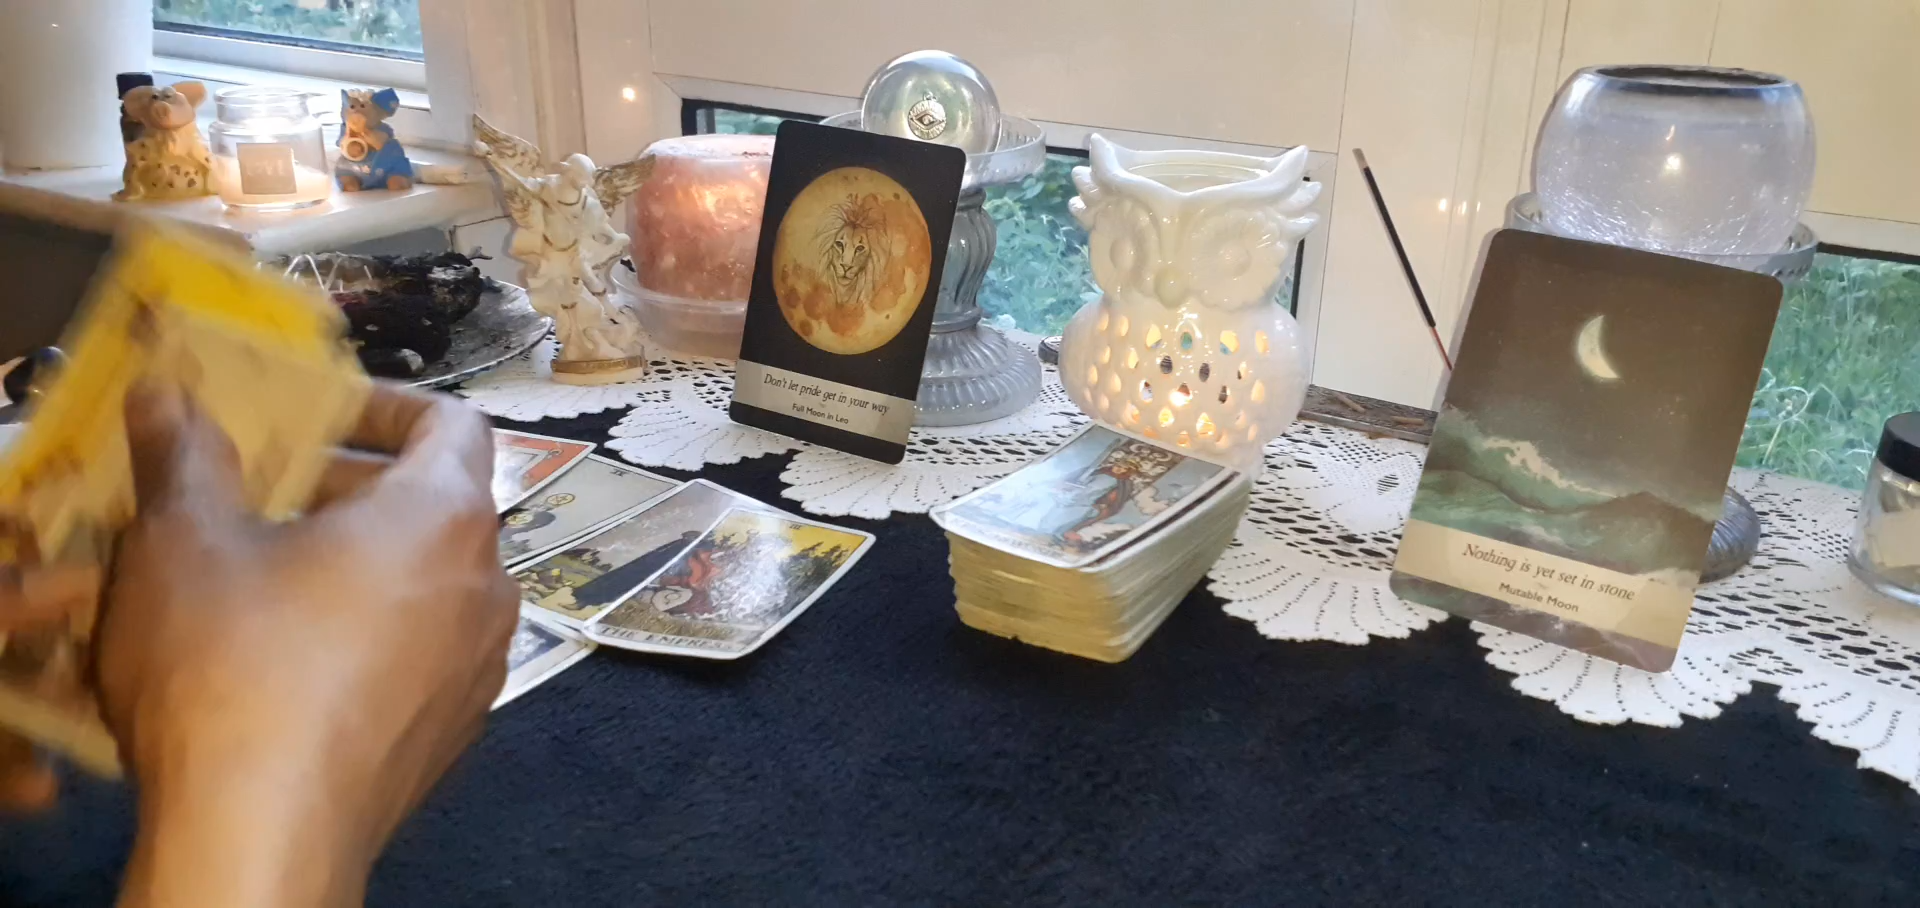 Don't let pride get in your way
Full Moon in Leo
III
THE EMPRESS
Nothing is yet set in stone
Mutable Moon